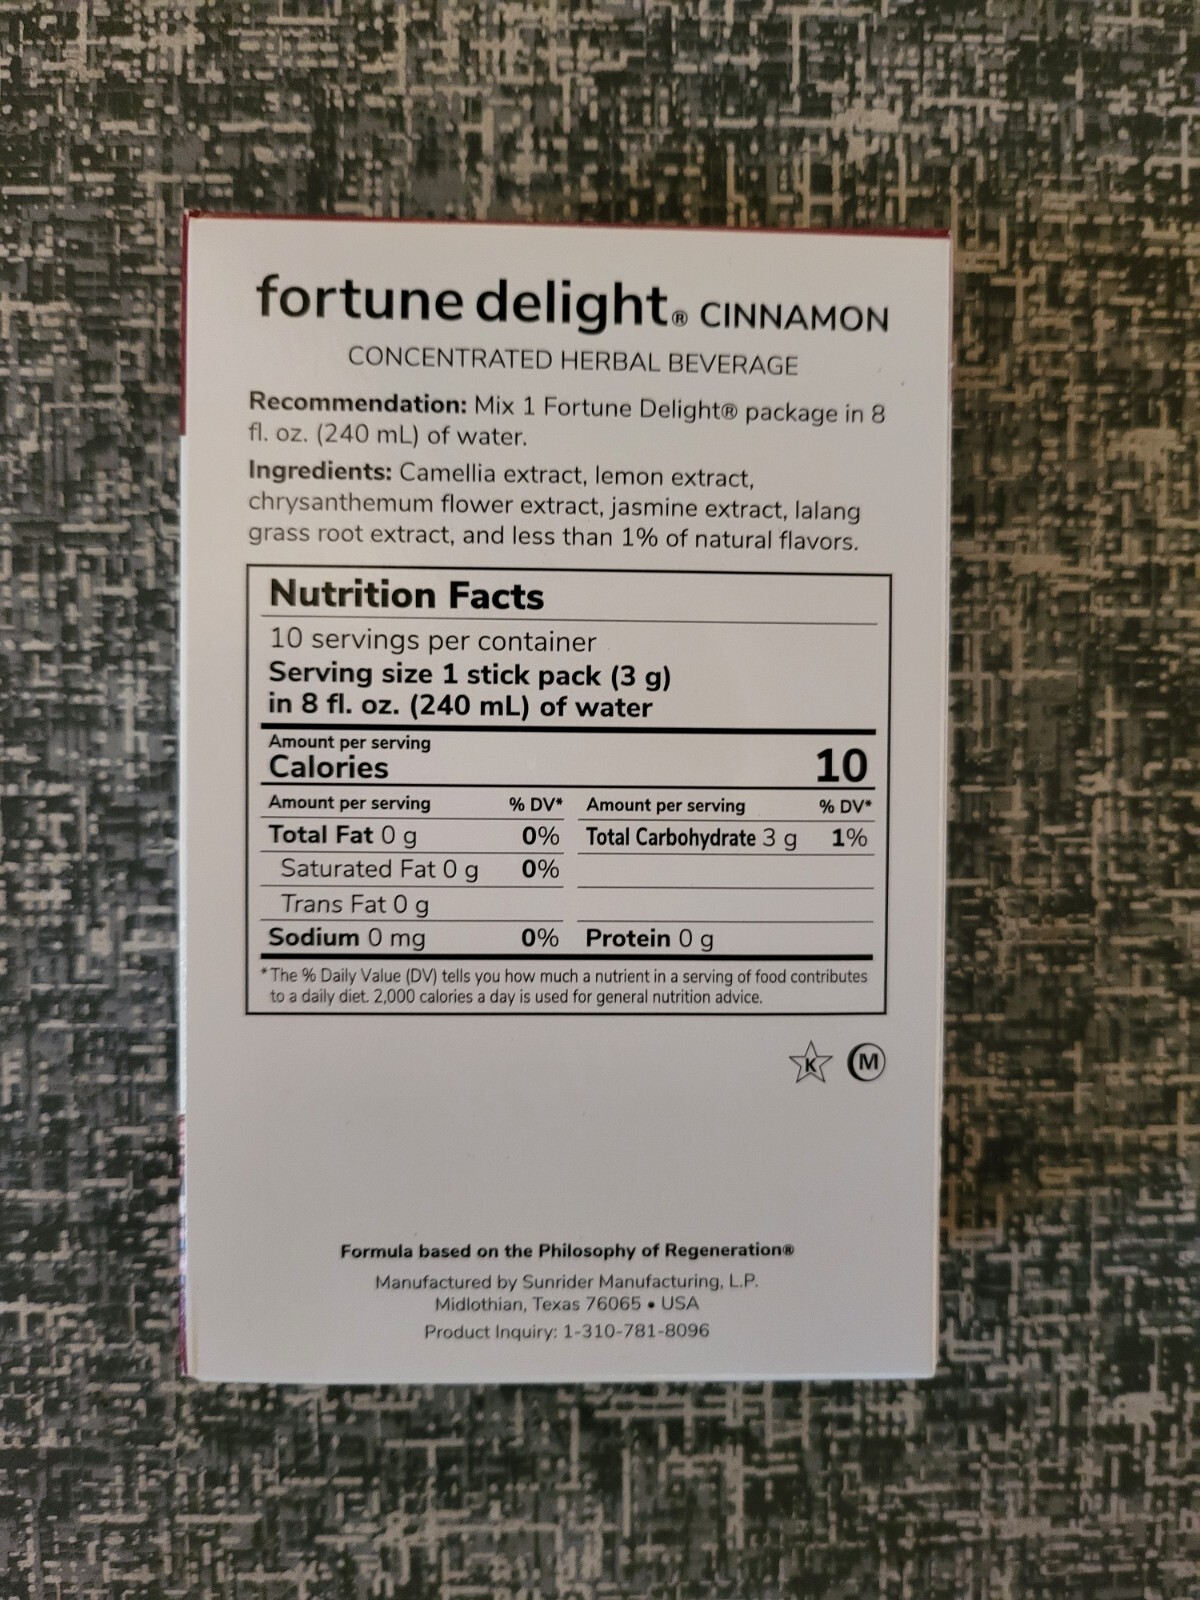 fortune delight® CINNAMON
CONCENTRATED HERBAL BEVERAGE
Recommendation: Mix 1 Fortune Delight® package in 8
fl. oz. (240 mL) of water.
Ingredients: Camellia extract, lemon extract,
chrysanthemum flower extract, jasmine extract, lalang
grass root extract, and less than 1% of natural flavors.
Nutrition Facts
10 servings per container
Serving size 1 stick pack (3 g)
in 8 fl. oz. (240 mL) of water
Amount per serving
Calories 10
Amount per serving % DV* Amount per serving % DV*
Total Fat 0 g 0% Total Carbohydrate 3 g 1%
Saturated Fat 0 g 0%
Trans Fat 0 g
Sodium 0 mg 0% Protein 0 g
*The % Daily Value (DV) tells you how much a nutrient in a serving of food contributes
to a daily diet. 2,000 calories a day is used for general nutrition advice.
K M
Formula based on the Philosophy of Regeneration®
Manufactured by Sunrider Manufacturing, L.P.
Midlothian, Texas 76065 • USA
Product Inquiry: 1-310-781-8096